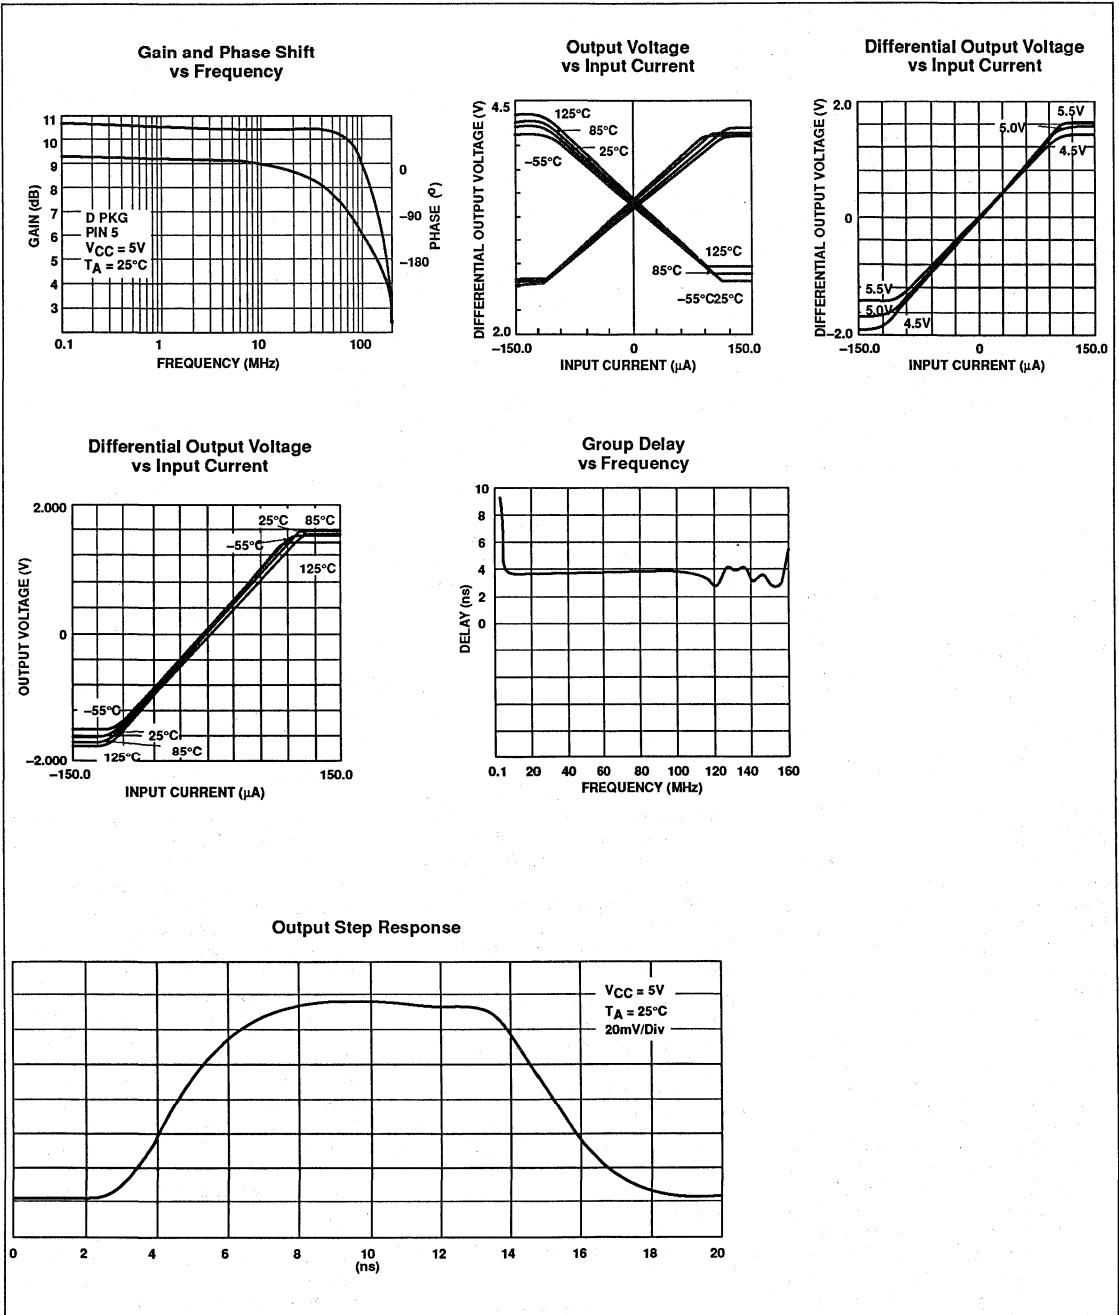 Gain and Phase Shift
vs Frequency
11
10
9
8
7
6
5
4
3
GAIN (dB)
D PKG
PIN 5
VCC = 5V
TA = 25°C
0
−90
−180
PHASE (°)
0.1
1
10
100
FREQUENCY (MHz)
Output Voltage
vs Input Current
4.5
2.0
DIFFERENTIAL OUTPUT VOLTAGE (V)
125°C
85°C
25°C
−55°C
125°C
85°C
−55°C25°C
−150.0
0
150.0
INPUT CURRENT (μA)
Differential Output Voltage
vs Input Current
2.0
0
−2.0
DIFFERENTIAL OUTPUT VOLTAGE (V)
5.5V
5.0V
4.5V
5.5V
5.0V
4.5V
−150.0
0
150.0
INPUT CURRENT (μA)
Differential Output Voltage
vs Input Current
2.000
0
−2.000
OUTPUT VOLTAGE (V)
25°C
85°C
−55°C
125°C
−55°C
25°C
85°C
125°C
−150.0
150.0
INPUT CURRENT (μA)
Group Delay
vs Frequency
10
8
6
4
2
0
DELAY (ns)
0.1
20
40
60
80
100
120
140
160
FREQUENCY (MHz)
Output Step Response
VCC = 5V
TA = 25°C
20mV/Div
0
2
4
6
8
10
12
14
16
18
20
(ns)